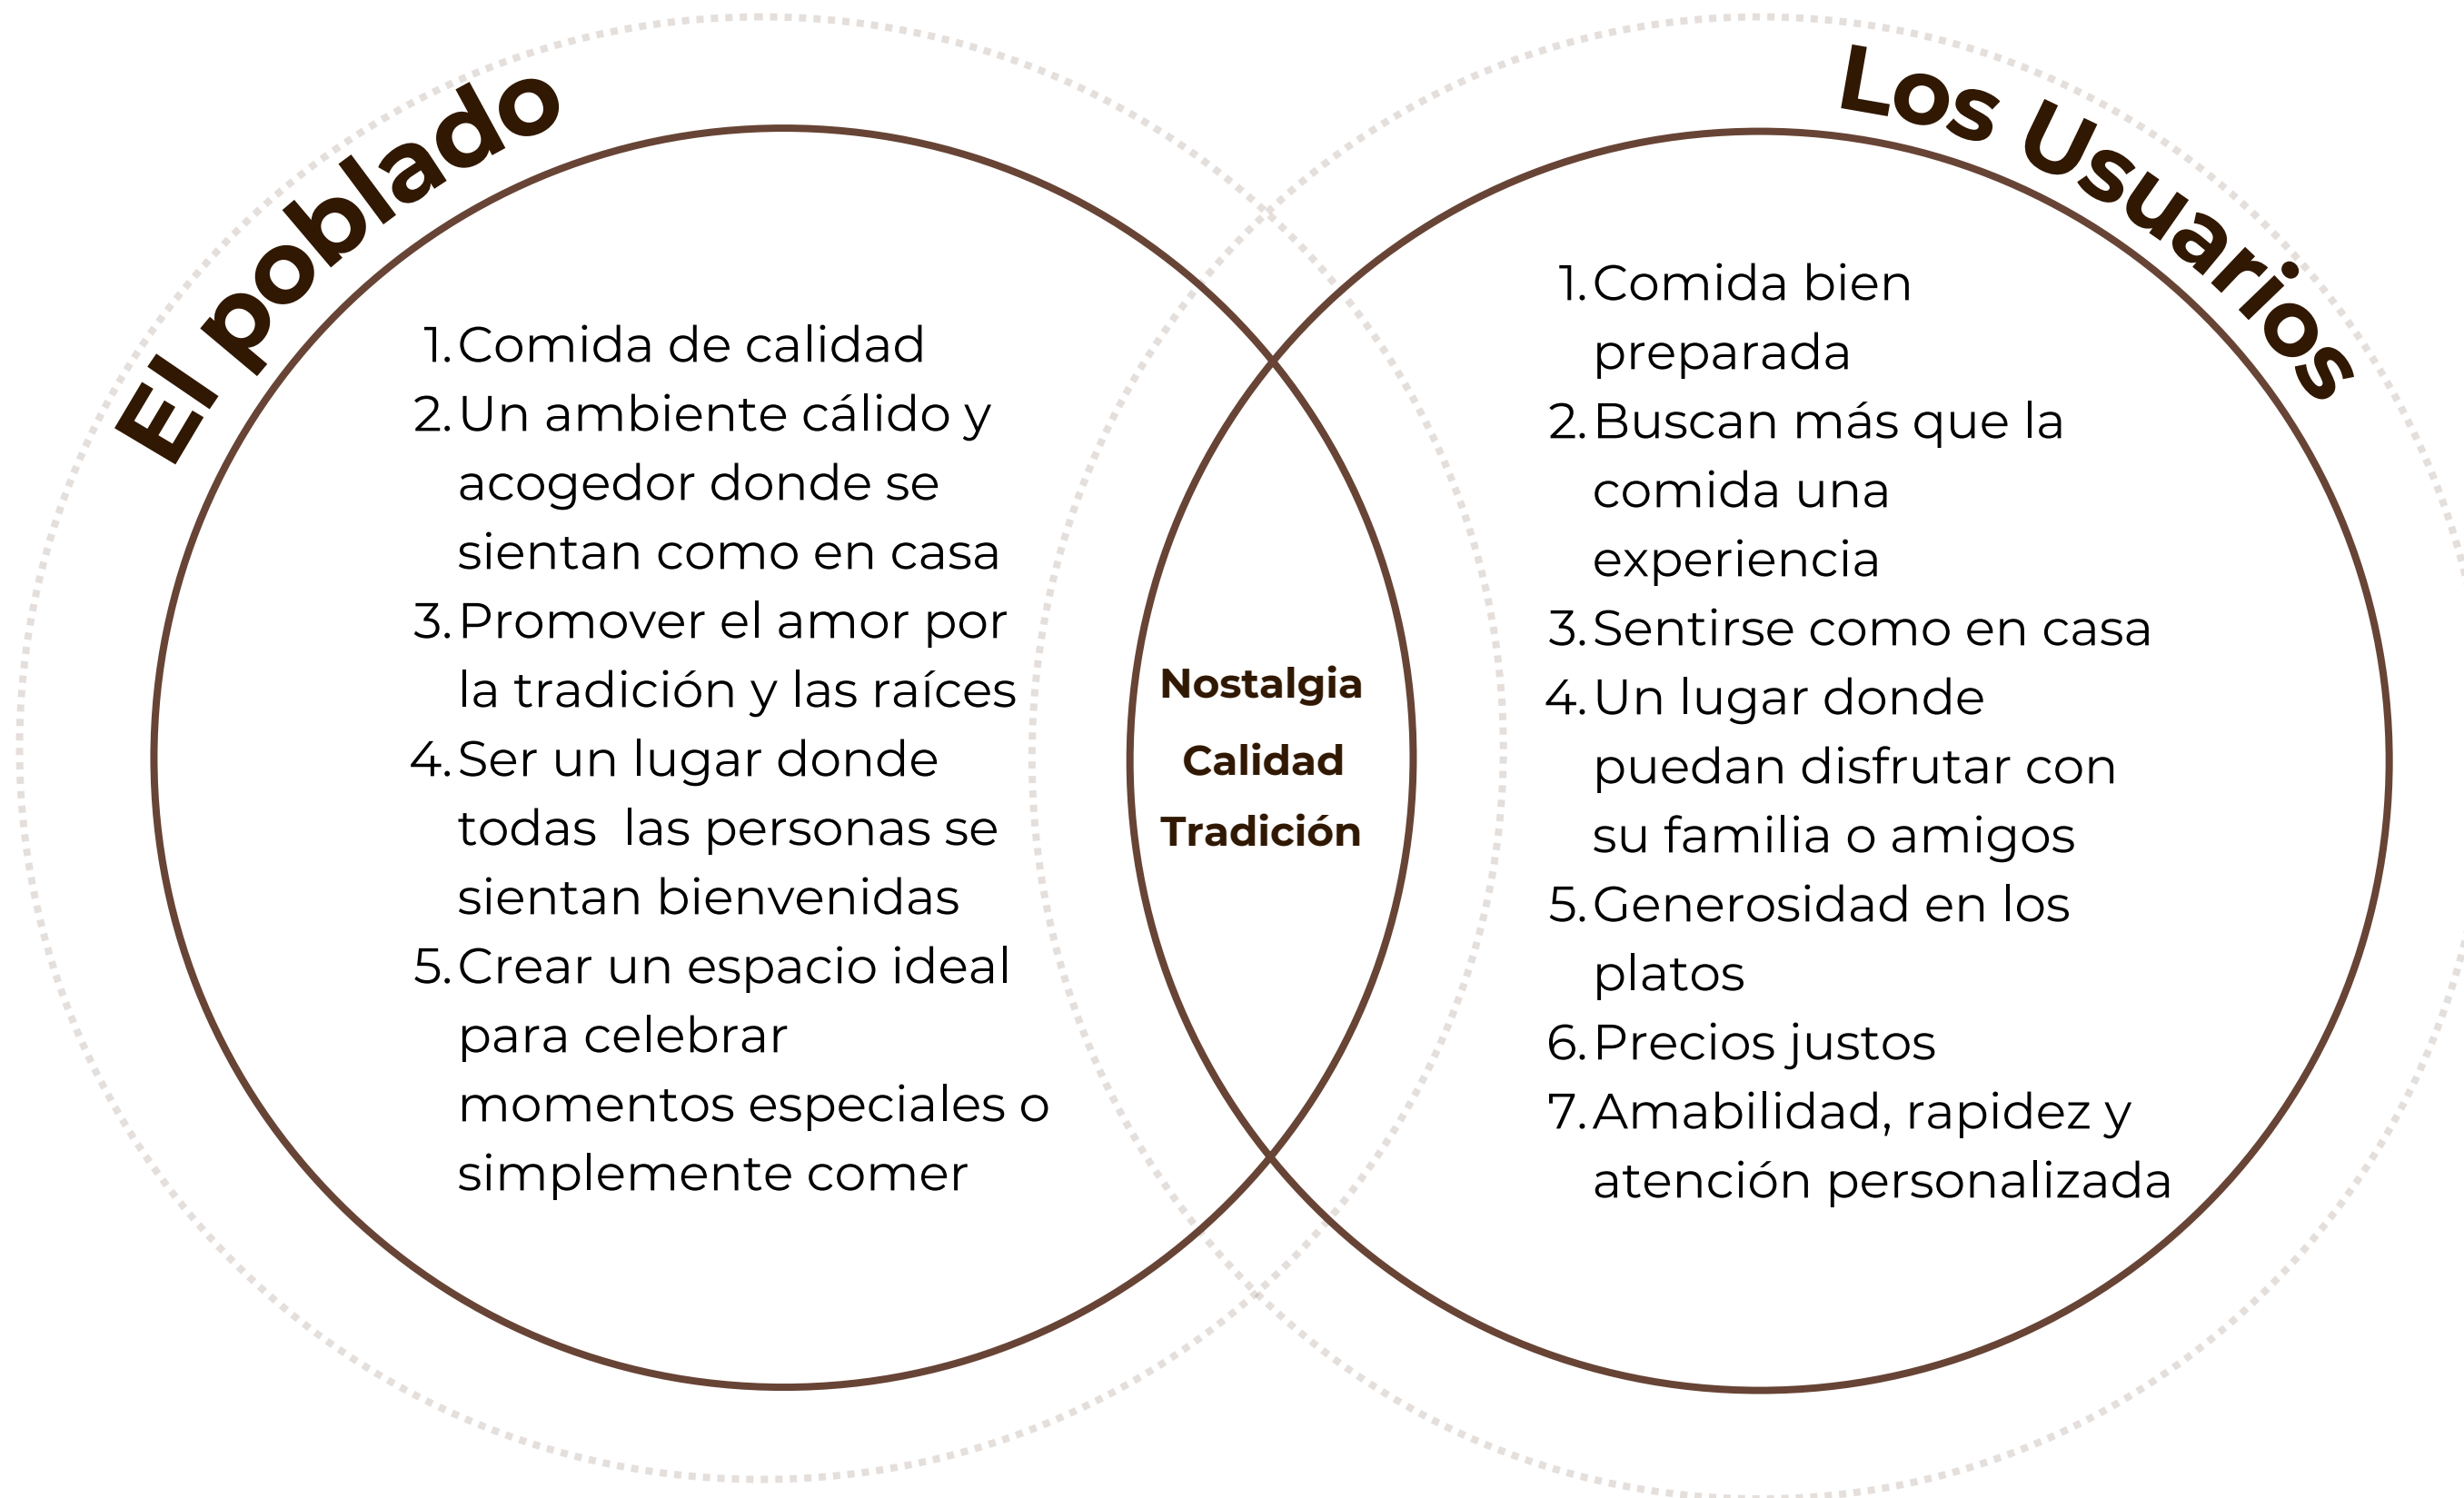 El poblado
1. Comida de calidad
2. Un ambiente cálido y
acogedor donde se
sientan como en casa
3. Promover el amor por
la tradición y las raíces
4. Ser un lugar donde
todas  las personas se
sientan bienvenidas
5. Crear un espacio ideal
para celebrar
momentos especiales o
simplemente comer
Nostalgia
Calidad
Tradición
Los Usuarios
1. Comida bien
preparada
2. Buscan más que la
comida una
experiencia
3. Sentirse como en casa
4. Un lugar donde
puedan disfrutar con
su familia o amigos
5. Generosidad en los
platos
6. Precios justos
7. Amabilidad, rapidez y
atención personalizada